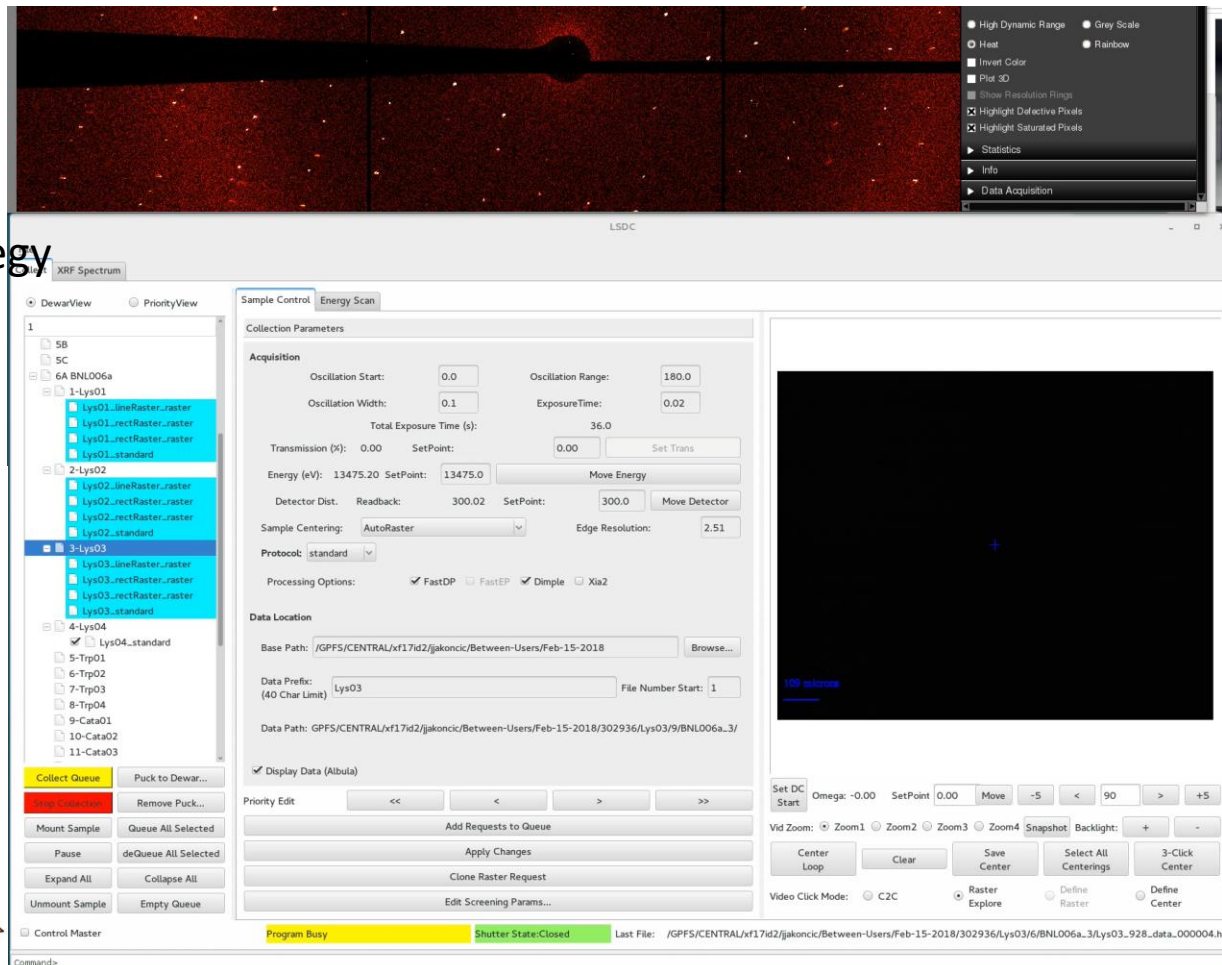 High Dynamic Range Grey Scale
Heat Rainbow
Invert Color
Plot 3D
Show Resolution Rings
Highlight Defective Pixels
Highlight Saturated Pixels
Statistics
Info
Data Acquisition
LSDC
egy
XRF Spectrum
DewarView PriorityView
1
5B
5C
6A BNL006a
1-Lys01
Lys01_lineRaster_raster
Lys01_rectRaster_raster
Lys01_rectRaster_raster
Lys01_standard
2-Lys02
Lys02_lineRaster_raster
Lys02_rectRaster_raster
Lys02_rectRaster_raster
Lys02_standard
3-Lys03
Lys03_lineRaster_raster
Lys03_rectRaster_raster
Lys03_rectRaster_raster
Lys03_standard
4-Lys04
Lys04_standard
5-Trp01
6-Trp02
7-Trp03
8-Trp04
9-Cata01
10-Cata02
11-Cata03
Collect Queue Puck to Dewar...
Stop Collection Remove Puck...
Mount Sample Queue All Selected
Pause deQueue All Selected
Expand All Collapse All
Unmount Sample Empty Queue
Control Master
Sample Control Energy Scan
Collection Parameters
Acquisition
Oscillation Start: 0.0 Oscillation Range: 180.0
Oscillation Width: 0.1 ExposureTime: 0.02
Total Exposure Time (s): 36.0
Transmission (%): 0.00 SetPoint: 0.00 Set Trans
Energy (eV): 13475.20 SetPoint: 13475.0 Move Energy
Detector Dist. Readback: 300.02 SetPoint: 300.0 Move Detector
Sample Centering: AutoRaster Edge Resolution: 2.51
Protocol: standard
Processing Options: FastDP FastEP Dimple Xia2
Data Location
Base Path: /GPFS/CENTRAL/xf17id2/jjakoncic/Between-Users/Feb-15-2018 Browse...
Data Prefix:
(40 Char Limit) Lys03 File Number Start: 1
Data Path: GPFS/CENTRAL/xf17id2/jjakoncic/Between-Users/Feb-15-2018/302936/Lys03/9/BNL006a_3/
Display Data (Albula)
Priority Edit << < > >>
Add Requests to Queue
Apply Changes
Clone Raster Request
Edit Screening Params...
109 microns
Set DC
Start Omega: -0.00 SetPoint 0.00 Move -5 < 90 > +5
Vid Zoom: Zoom1 Zoom2 Zoom3 Zoom4 Snapshot Backlight: + -
Center Loop Clear Save Center Select All Centerings 3-Click Center
Video Click Mode: C2C Raster Explore Define Raster Define Center
Program Busy Shutter State:Closed Last File: /GPFS/CENTRAL/xf17id2/jjakoncic/Between-Users/Feb-15-2018/302936/Lys03/6/BNL006a_3/Lys03_928_data_000004.h
Command>